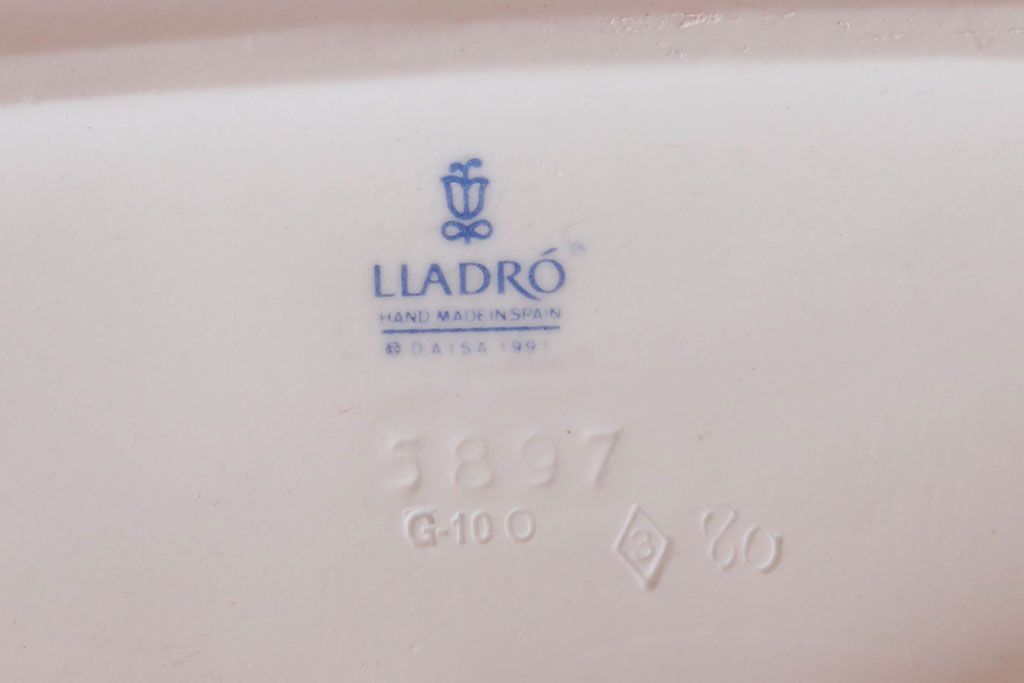 LLADRÓ®
HAND MADE IN SPAIN
© DAISA 1991
5897
G-10 O
3
80